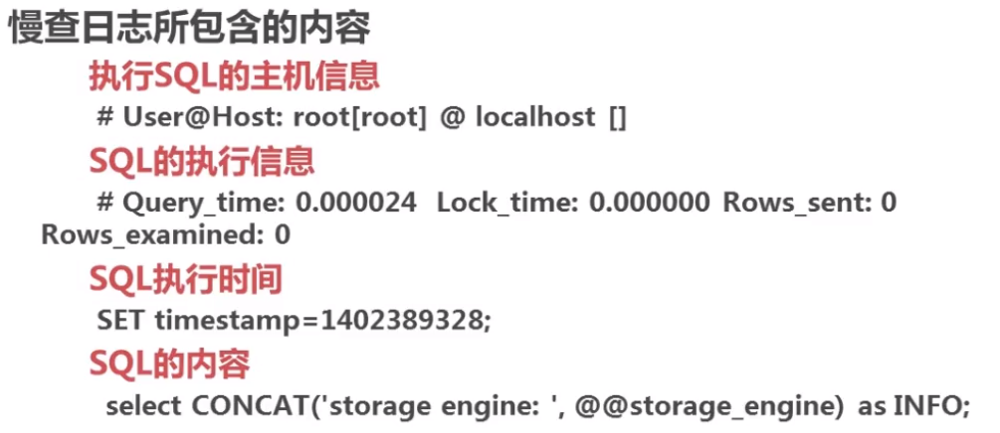 慢查日志所包含的内容
执行SQL的主机信息
# User@Host: root[root] @ localhost []
SQL的执行信息
# Query_time: 0.000024 Lock_time: 0.000000 Rows_sent: 0
Rows_examined: 0
SQL执行时间
SET timestamp=1402389328;
SQL的内容
select CONCAT('storage engine: ', @@storage_engine) as INFO;